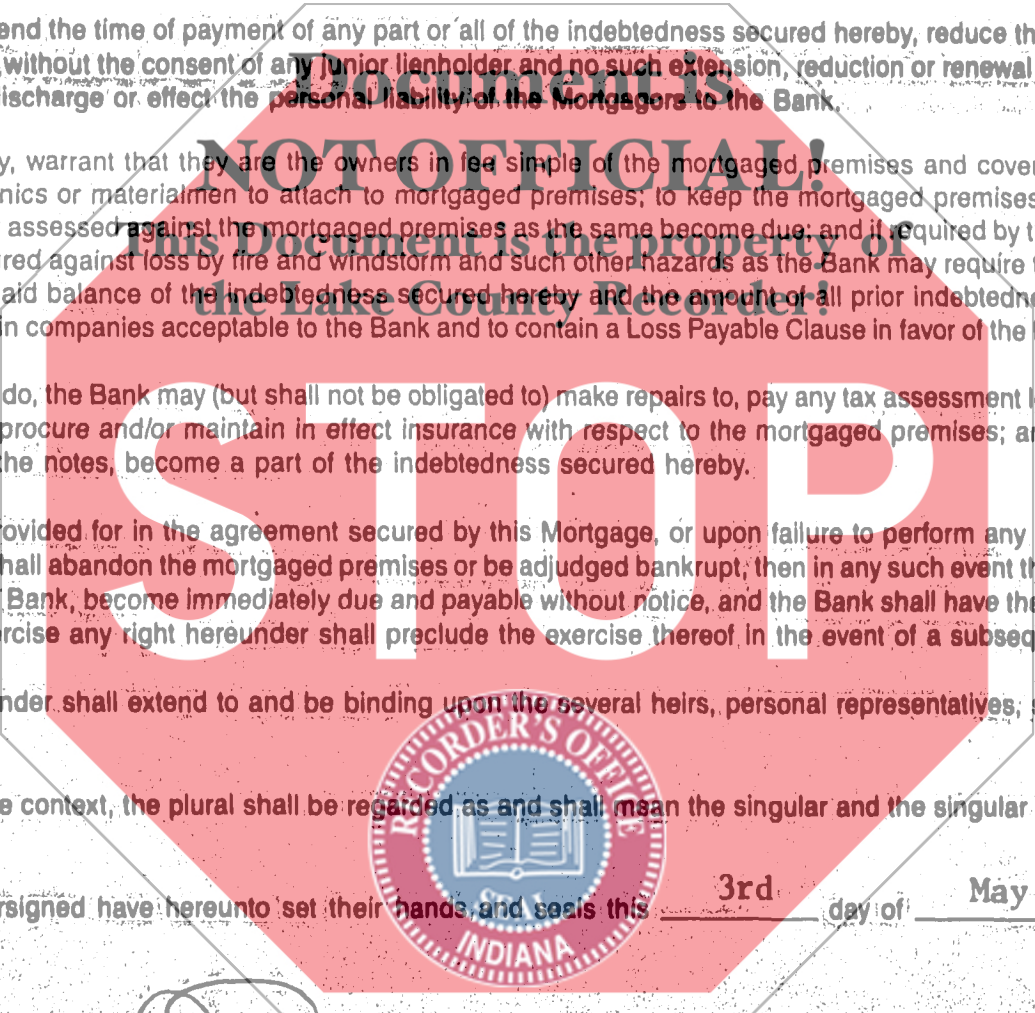 end the time of payment of any part or all of the indebtedness secured hereby, reduce th
without the consent of any junior lienholder and no such extension, reduction or renewal
Document is
ischarge or effect the personal liability of the Mortgagors to the Bank.
NOT OFFICIAL!
y, warrant that they are the owners in fee simple of the mortgaged premises and cove
nics or materialmen to attach to mortgaged premises; to keep the mortgaged premises
assessed against the mortgaged premises as the same become due; and if required by t
This Document is the property of
red against loss by fire and windstorm and such other hazards as the Bank may require
aid balance of the indebtedness secured hereby and the amount of all prior indebtedn
the Lake County Recorder!
in companies acceptable to the Bank and to contain a Loss Payable Clause in favor of the
do, the Bank may (but shall not be obligated to) make repairs to, pay any tax assessment
procure and/or maintain in effect insurance with respect to the mortgaged premises; a
he notes, become a part of the indebtedness secured hereby.
STOP
ovided for in the agreement secured by this Mortgage, or upon failure to perform any
hall abandon the mortgaged premises or be adjudged bankrupt, then in any such event th
Bank, become immediately due and payable without notice, and the Bank shall have the
rcise any right hereunder shall preclude the exercise thereof in the event of a subseq
nder shall extend to and be binding upon the several heirs, personal representatives,
RECORDER'S OFFICE
e context, the plural shall be regarded as and shall mean the singular and the singular
SEAL
rsigned have hereunto set their hands and seals this 3rd day of May
INDIANA